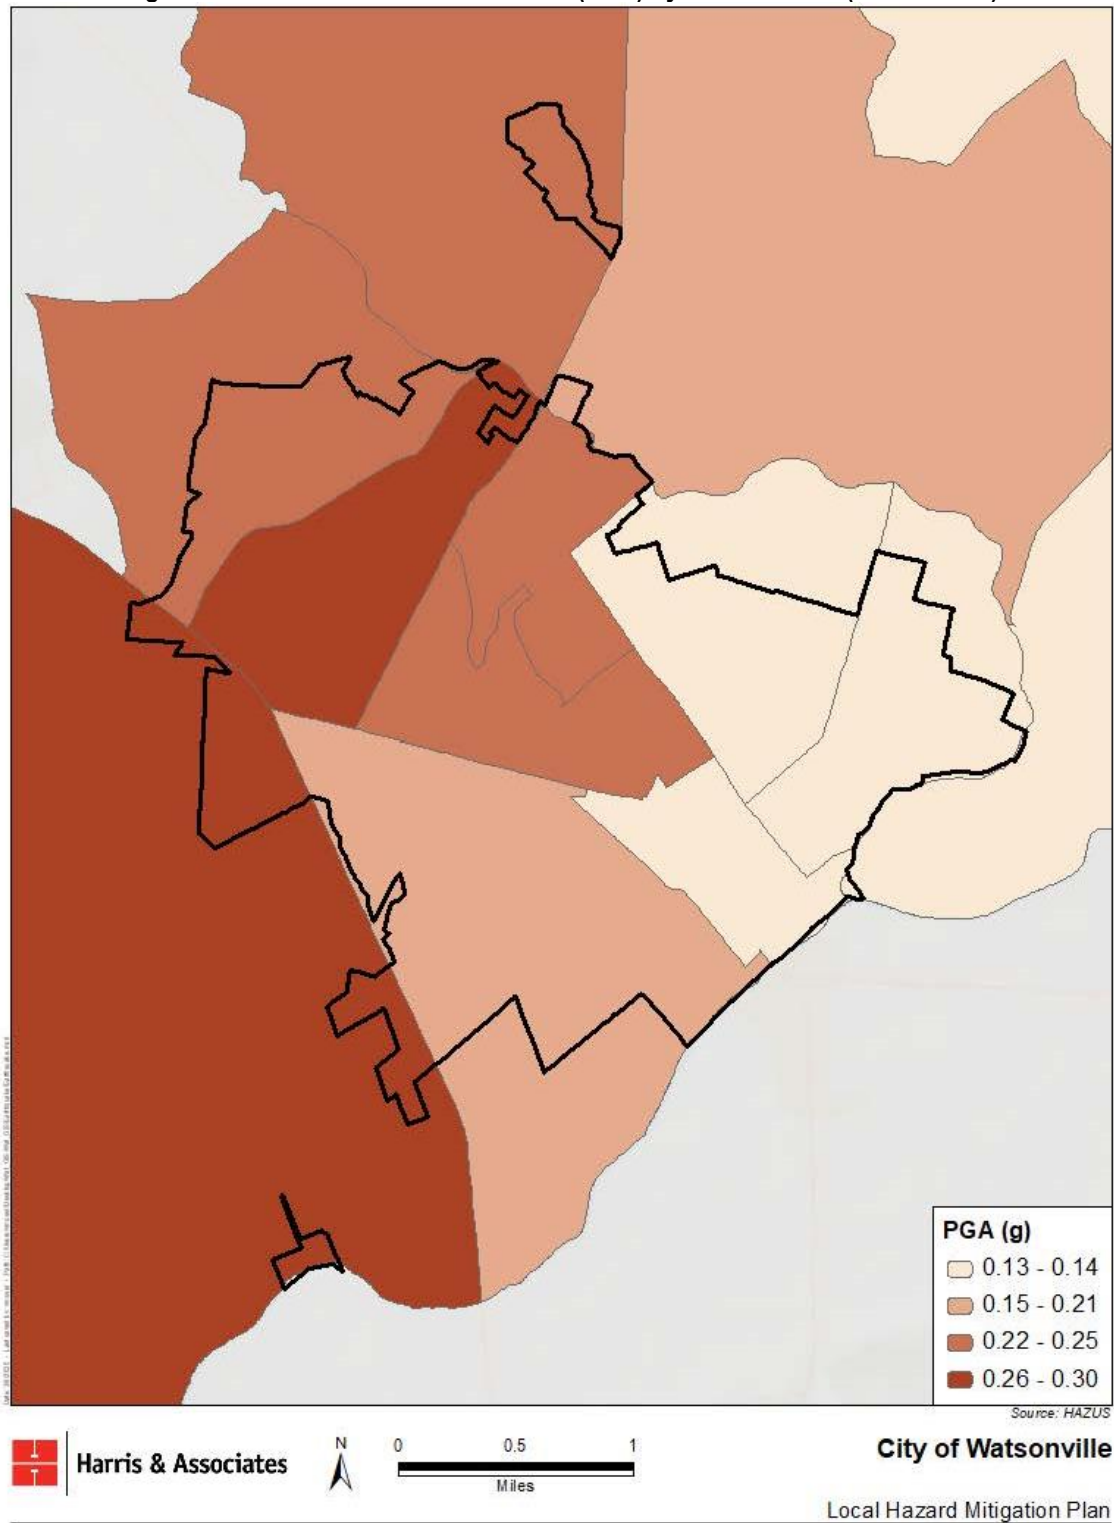 PGA (g)
0.13 - 0.14
0.15 - 0.21
0.22 - 0.25
0.26 - 0.30
Source: HAZUS
Harris & Associates
N
0 0.5 1
Miles
City of Watsonville
Local Hazard Mitigation Plan